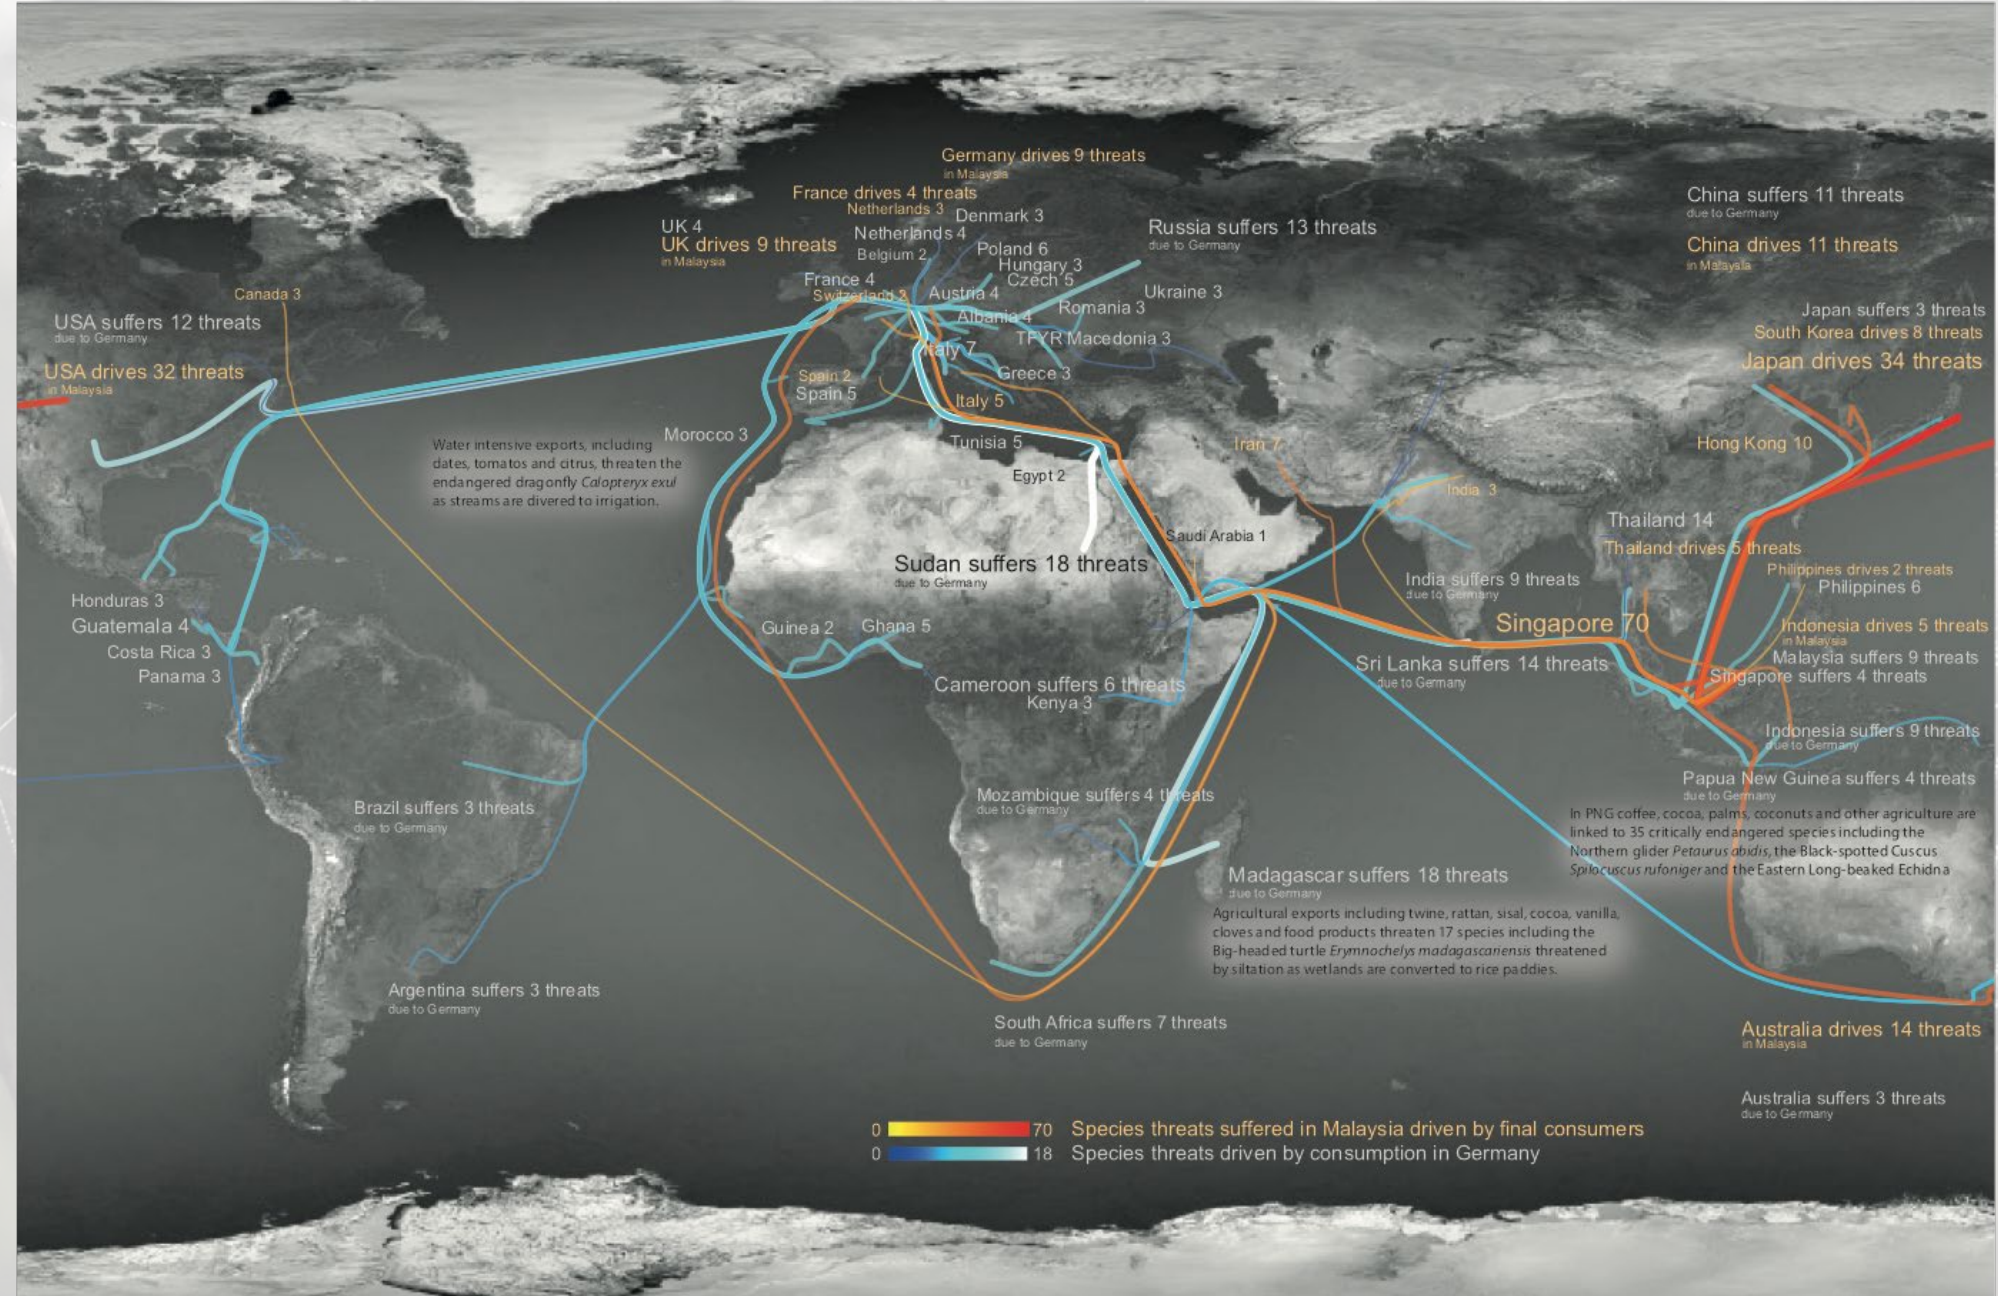 Germany drives 9 threats
in Malaysia
France drives 4 threats
Netherlands 3
Denmark 3
UK 4
UK drives 9 threats
in Malaysia
Netherlands 4
Belgium 2
Poland 6
Hungary 3
Czech 5
Russia suffers 13 threats
due to Germany
China suffers 11 threats
due to Germany
China drives 11 threats
in Malaysia
Canada 3
France 4
Switzerland 2
Austria 4
Ukraine 3
Romania 3
Albania 4
TFYR Macedonia 3
Italy 7
Greece 3
USA suffers 12 threats
due to Germany
USA drives 32 threats
in Malaysia
Japan suffers 3 threats
South Korea drives 8 threats
Japan drives 34 threats
Spain 2
Spain 5
Italy 5
Morocco 3
Tunisia 5
Egypt 2
Iran 7
Hong Kong 10
India 3
Water intensive exports, including
dates, tomatos and citrus, threaten the
endangered dragonfly Calopteryx exul
as streams are divered to irrigation.
Saudi Arabia 1
Sudan suffers 18 threats
due to Germany
Thailand 14
Thailand drives 5 threats
Philippines drives 2 threats
Philippines 6
India suffers 9 threats
due to Germany
Honduras 3
Guatemala 4
Costa Rica 3
Panama 3
Guinea 2
Ghana 5
Singapore 70
Indonesia drives 5 threats
in Malaysia
Malaysia suffers 9 threats
Singapore suffers 4 threats
Sri Lanka suffers 14 threats
due to Germany
Cameroon suffers 6 threats
Kenya 3
Indonesia suffers 9 threats
due to Germany
Papua New Guinea suffers 4 threats
due to Germany
In PNG coffee, cocoa, palms, coconuts and other agriculture are
linked to 35 critically endangered species including the
Northern glider Petaurus abidis, the Black-spotted Cuscus
Spilocuscus rufoniger and the Eastern Long-beaked Echidna
Brazil suffers 3 threats
due to Germany
Mozambique suffers 4 threats
due to Germany
Madagascar suffers 18 threats
due to Germany
Agricultural exports including twine, rattan, sisal, cocoa, vanilla,
cloves and food products threaten 17 species including the
Big-headed turtle Erymnochelys madagascariensis threatened
by siltation as wetlands are converted to rice paddies.
Argentina suffers 3 threats
due to Germany
South Africa suffers 7 threats
due to Germany
Australia drives 14 threats
in Malaysia
Australia suffers 3 threats
due to Germany
0 70 Species threats suffered in Malaysia driven by final consumers
0 18 Species threats driven by consumption in Germany